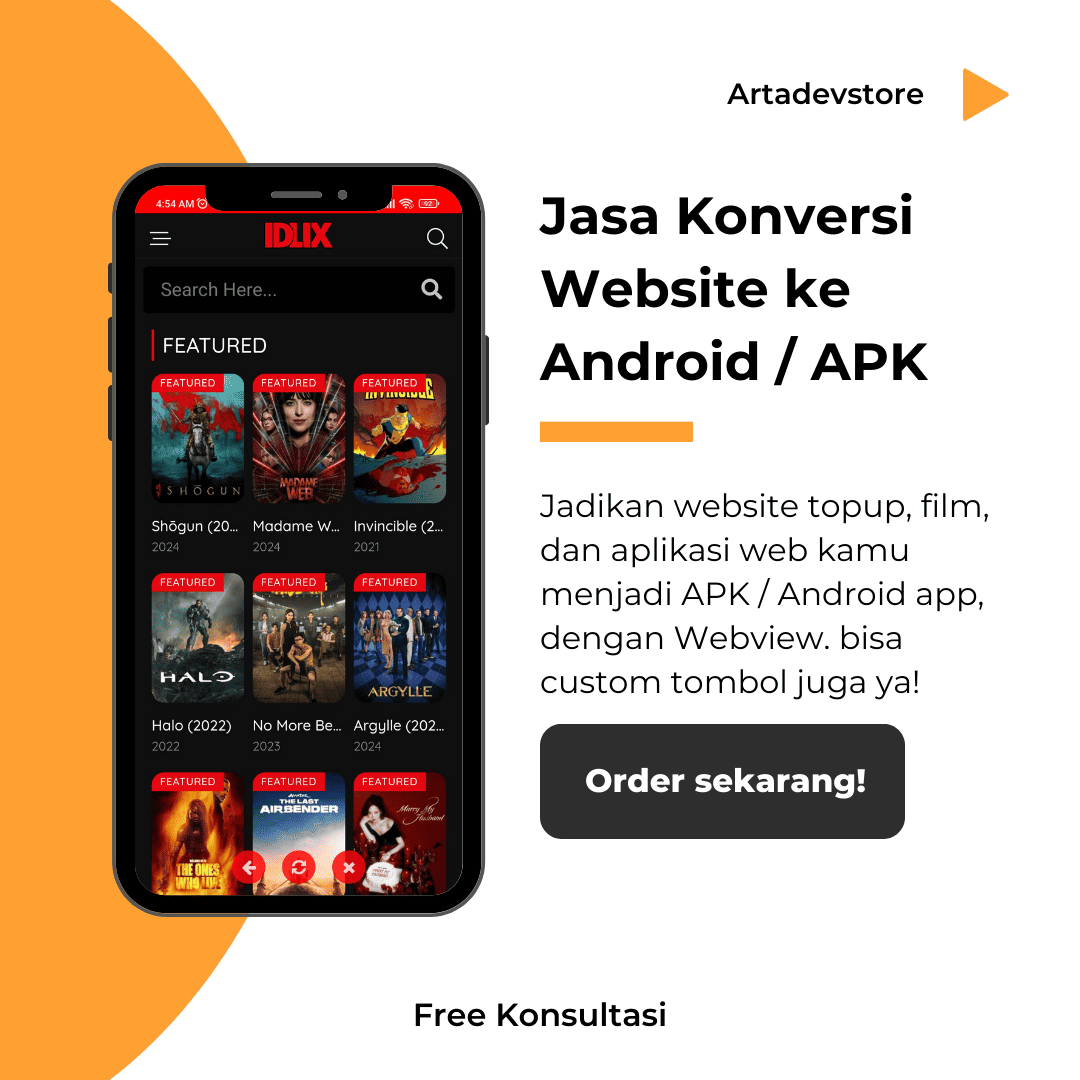 Artadevstore
Jasa Konversi
Website ke
Android / APK
Jadikan website topup, film,
dan aplikasi web kamu
menjadi APK / Android app,
dengan Webview. bisa
custom tombol juga ya!
Order sekarang!
Free Konsultasi
4:54 AM
92
IDLIX
Search Here...
FEATURED
FEATURED FEATURED FEATURED
INVINCIBLE
SHŌGUN
MADAME
WEB
Shōgun (20... Madame W... Invincible (2...
2024 2024 2021
FEATURED FEATURED FEATURED
HALO
ARGYLLE
Halo (2022) No More Be... Argylle (202...
2022 2023 2024
FEATURED FEATURED FEATURED
THE LAST
AIRBENDER
Marry My
Husband
THE ONES
WHO LIVE